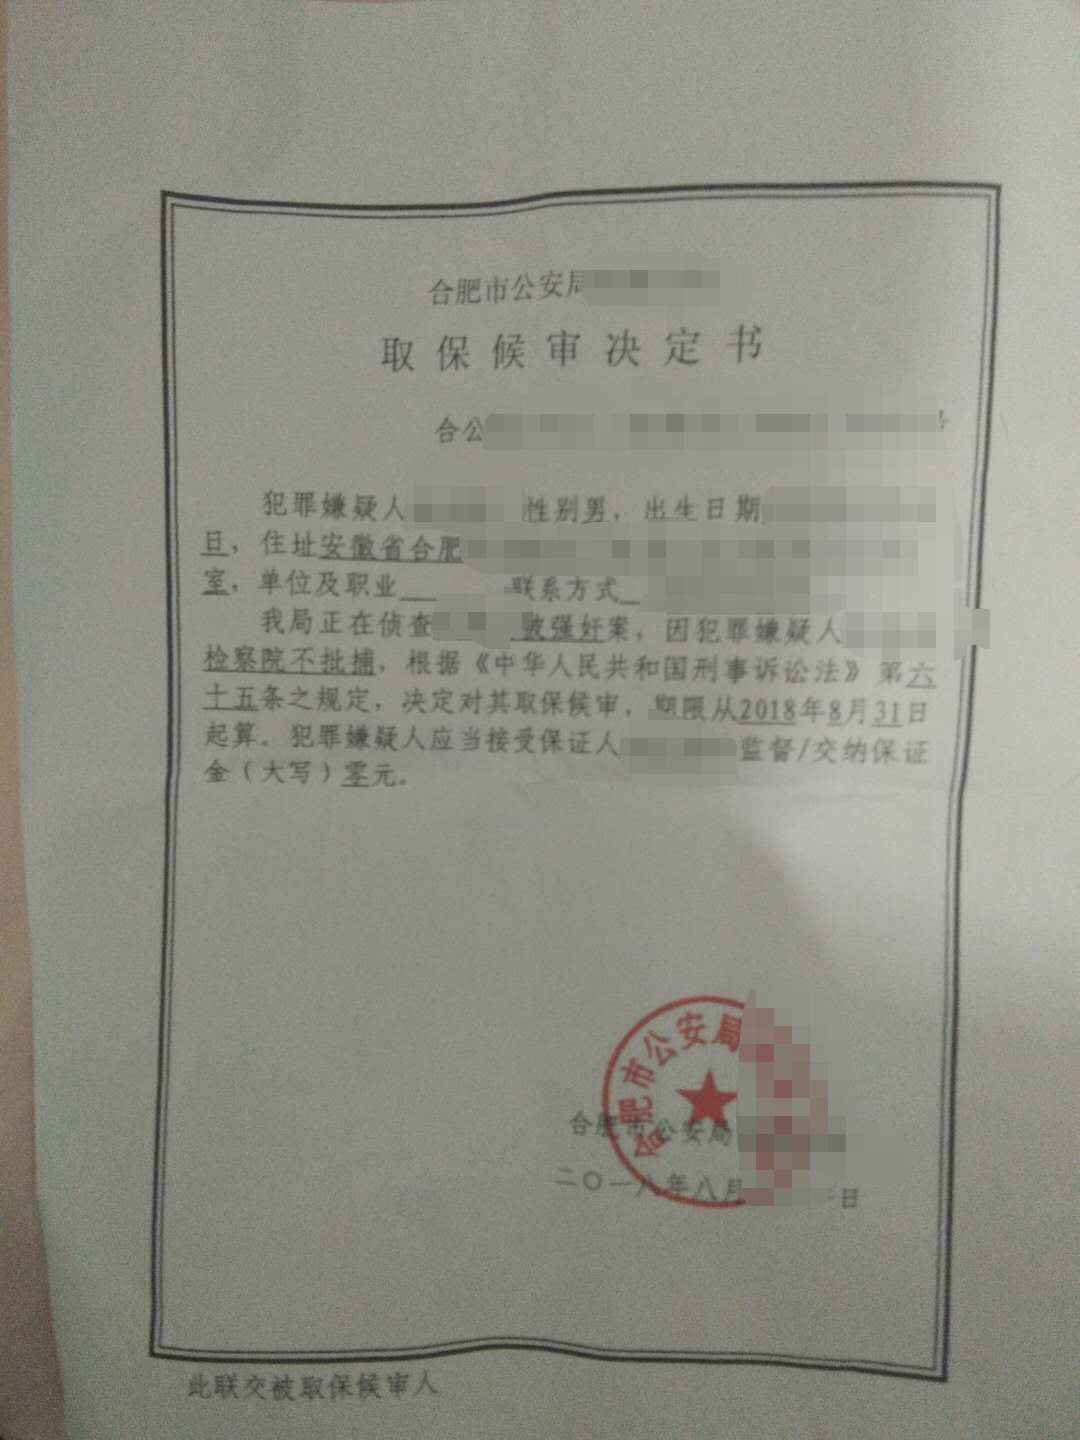 合肥市公安局
取保候审决定书
合公 号
犯罪嫌疑人 性别男，出生日期
日，住址安徽省合肥
室，单位及职业 联系方式
我局正在侦查 被强奸案，因犯罪嫌疑人
检察院不批捕，根据《中华人民共和国刑事诉讼法》第六
十五条之规定，决定对其取保候审，期限从2018年8月31日
起算。犯罪嫌疑人应当接受保证人 监督/交纳保证
金（大写）零元。
合肥市公安局
合肥市公安局
二〇一八年八月 日
此联交被取保候审人